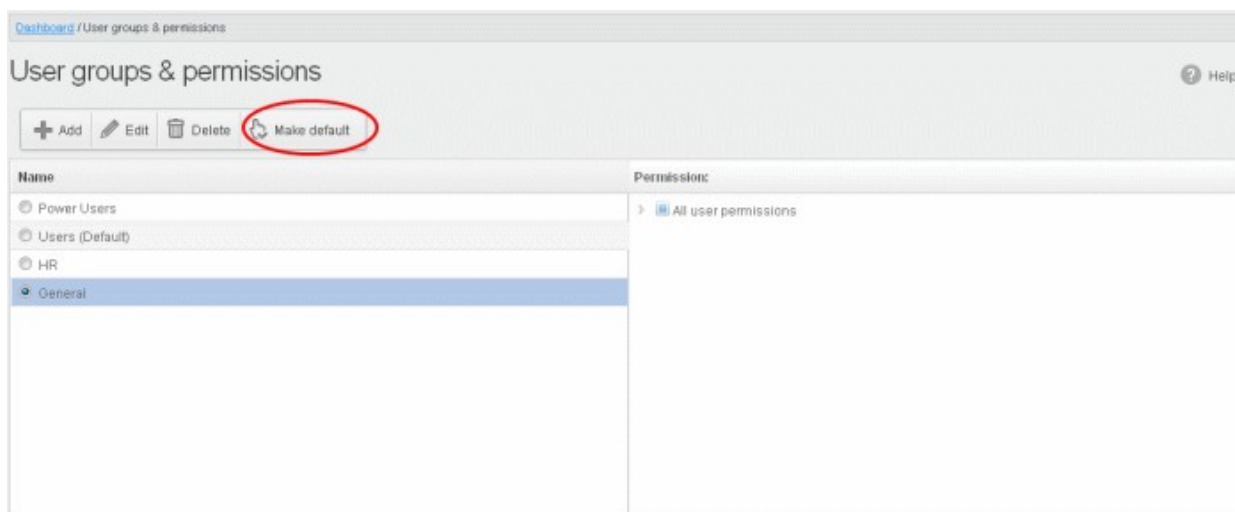 Dashboard / User groups & permissions
User groups & permissions
Help
Add Edit Delete Make default
Name Permission:
Power Users All user permissions
Users (Default)
HR
General